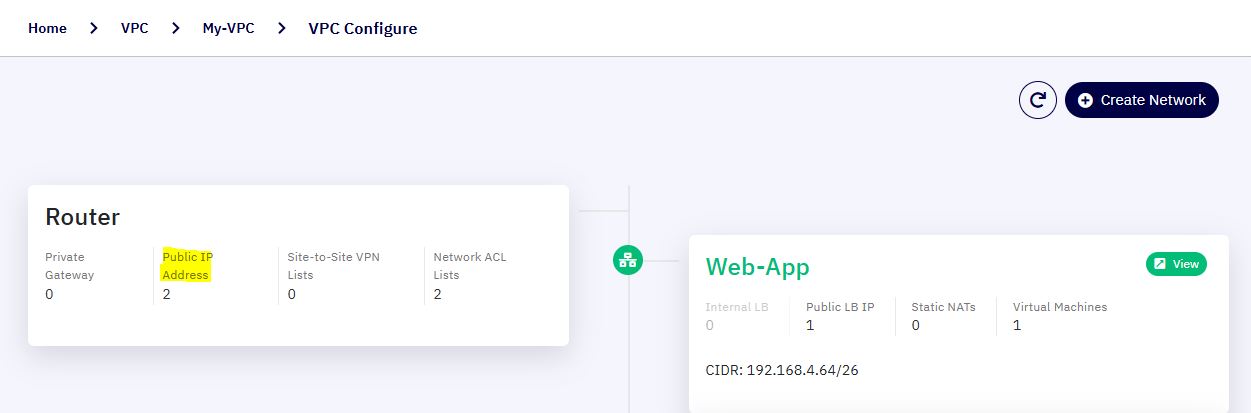 Home > VPC > My-VPC > VPC Configure
Create Network
Router
Private Gateway
0
Public IP Address
2
Site-to-Site VPN Lists
0
Network ACL Lists
2
Web-App
View
Internal LB
0
Public LB IP
1
Static NATs
0
Virtual Machines
1
CIDR: 192.168.4.64/26